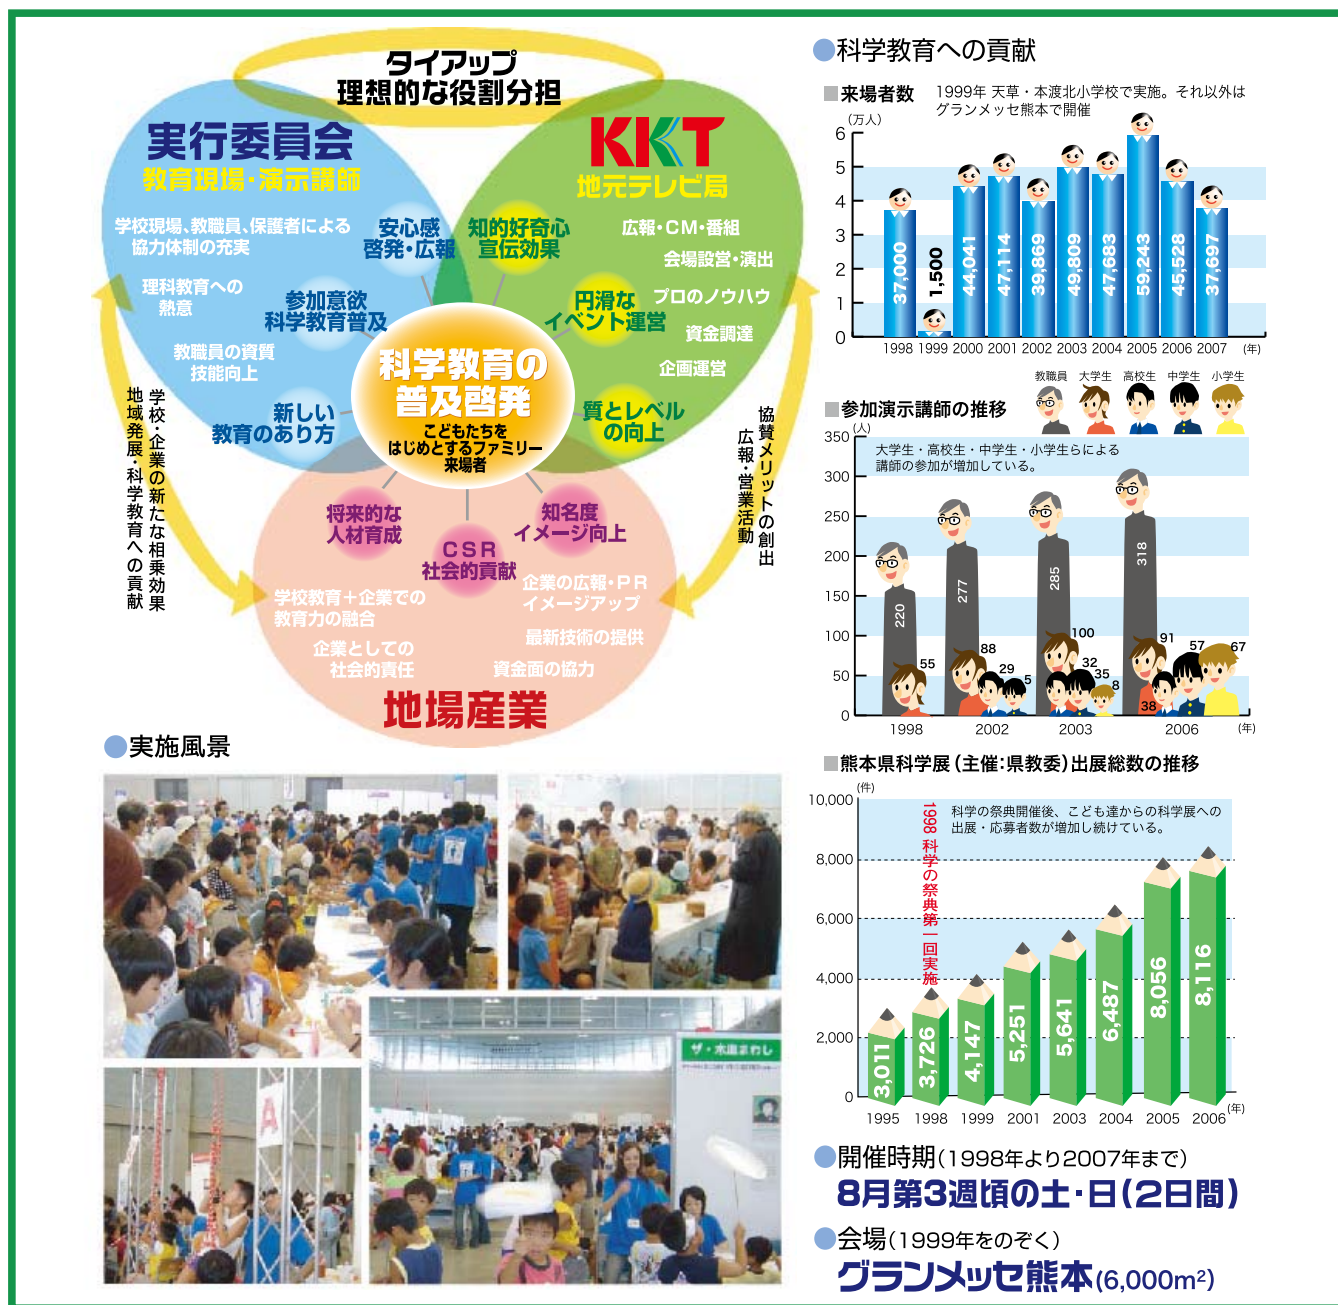 タイアップ
理想的な役割分担
実行委員会
教育現場・演示講師
学校現場、教職員、保護者による
協力体制の充実
理科教育への
熱意
教職員の資質
技能向上
安心感
啓発・広報
参加意欲
科学教育普及
新しい
教育のあり方
KKT
地元テレビ局
知的好奇心
宣伝効果
円滑な
イベント運営
質とレベル
の向上
広報・CM・番組
会場設営・演出
プロのノウハウ
資金調達
企画運営
科学教育の
普及啓発
こどもたちを
はじめとするファミリー
来場者
学校・企業の新たな相乗効果
地域発展・科学教育への貢献
協賛メリットの創出
広報・営業活動
将来的な
人材育成
CSR
社会的貢献
知名度
イメージ向上
学校教育＋企業での
教育力の融合
企業としての
社会的責任
企業の広報・PR
イメージアップ
最新技術の提供
資金面の協力
地場産業
●実施風景
A
ザ・水皿まわし
●科学教育への貢献
■来場者数
1999年 天草・本渡北小学校で実施。それ以外は
グランメッセ熊本で開催
(万人)
6
5
4
3
2
1
0
37,000 1,500 44,041 47,114 39,869 49,809 47,683 59,243 45,528 37,697
1998 1999 2000 2001 2002 2003 2004 2005 2006 2007 (年)
■参加演示講師の推移
教職員 大学生 高校生 中学生 小学生
(人)
大学生・高校生・中学生・小学生らによる
講師の参加が増加している。
350
300
250
200
150
100
50
0
220 55
277 88 29 5
285 100 32 35 8
318 91 38 57 67
1998 2002 2003 2006 (年)
■熊本県科学展（主催：県教委）出展総数の推移
(件)
科学の祭典開催後、こども達からの科学展への
出展・応募者数が増加し続けている。
1998 科学の祭典第一回実施
10,000
8,000
6,000
4,000
2,000
0
3,011 3,726 4,147 5,251 5,641 6,487 8,056 8,116
1995 1998 1999 2001 2003 2004 2005 2006 (年)
●開催時期（1998年より2007年まで）
8月第3週頃の土・日（2日間）
●会場（1999年をのぞく）
グランメッセ熊本（6,000m²）